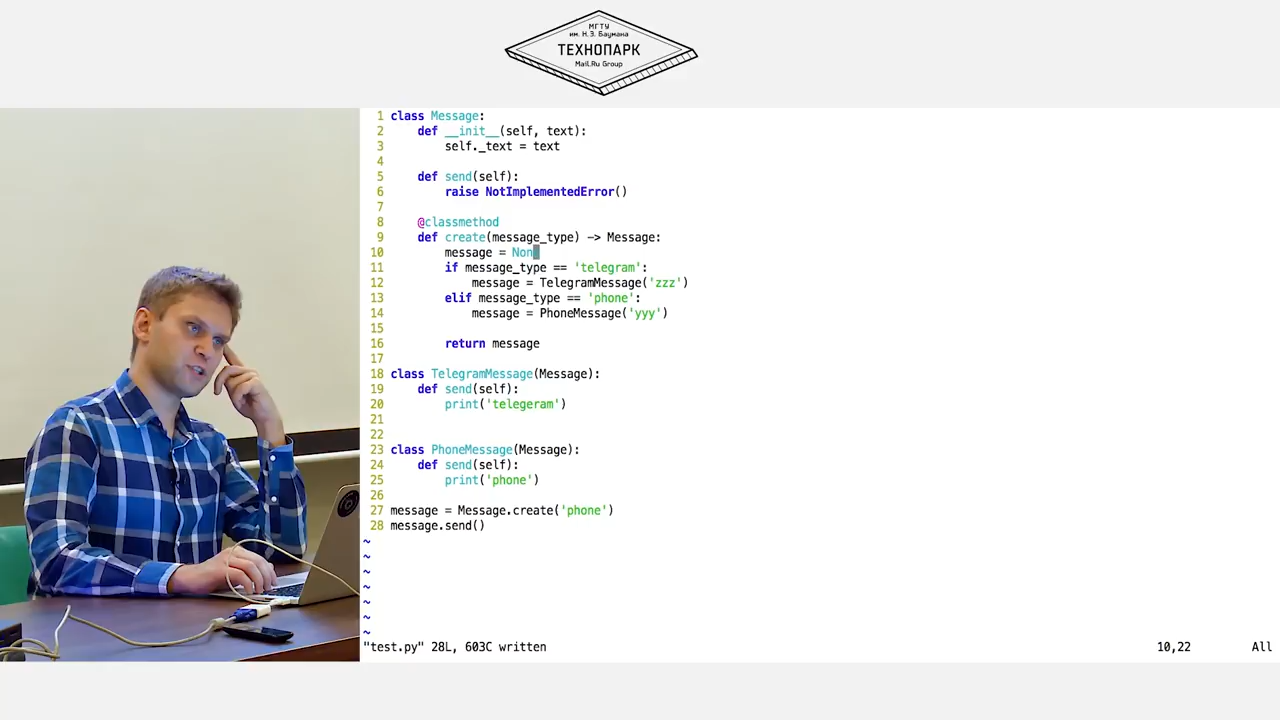 МГТУ
им. Н.Э. Баумана
ТЕХНОПАРК
Mail.Ru Group
1 class Message:
2     def __init__(self, text):
3         self._text = text
4
5     def send(self):
6         raise NotImplementedError()
7
8     @classmethod
9     def create(message_type) -> Message:
10         message = Non
11         if message_type == 'telegram':
12             message = TelegramMessage('zzz')
13         elif message_type == 'phone':
14             message = PhoneMessage('yyy')
15
16         return message
17
18 class TelegramMessage(Message):
19     def send(self):
20         print('telegeram')
21
22
23 class PhoneMessage(Message):
24     def send(self):
25         print('phone')
26
27 message = Message.create('phone')
28 message.send()
~
~
~
~
~
~
~
"test.py" 28L, 603C written 10,22 All